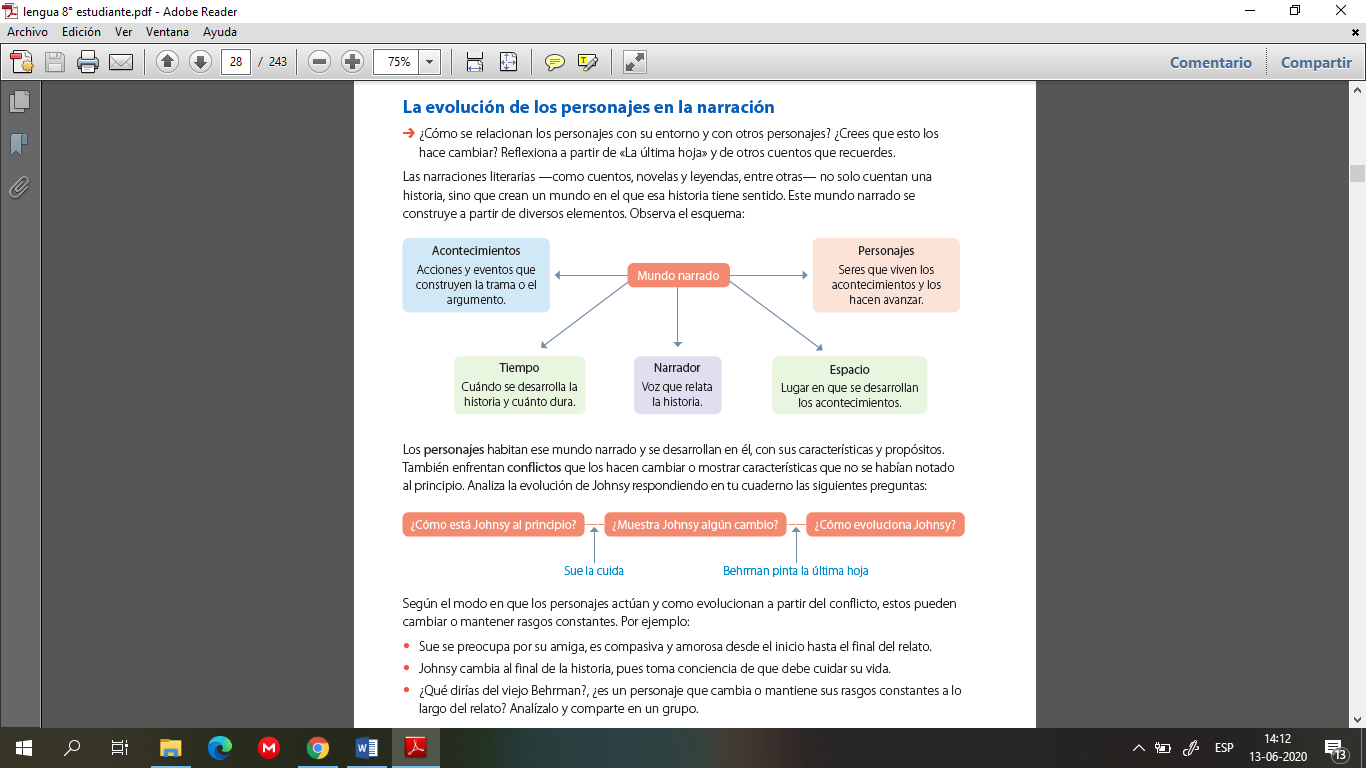 lengua 8° estudiante.pdf - Adobe Reader
Archivo Edición Ver Ventana Ayuda
28 / 243 75% Comentario Compartir
La evolución de los personajes en la narración
¿Cómo se relacionan los personajes con su entorno y con otros personajes? ¿Crees que esto los
hace cambiar? Reflexiona a partir de «La última hoja» y de otros cuentos que recuerdes.
Las narraciones literarias —como cuentos, novelas y leyendas, entre otras— no solo cuentan una
historia, sino que crean un mundo en el que esa historia tiene sentido. Este mundo narrado se
construye a partir de diversos elementos. Observa el esquema:
Acontecimientos
Acciones y eventos que
construyen la trama o el
argumento.
Mundo narrado
Personajes
Seres que viven los
acontecimientos y los
hacen avanzar.
Tiempo
Cuándo se desarrolla la
historia y cuánto dura.
Narrador
Voz que relata
la historia.
Espacio
Lugar en que se desarrollan
los acontecimientos.
Los personajes habitan ese mundo narrado y se desarrollan en él, con sus características y propósitos.
También enfrentan conflictos que los hacen cambiar o mostrar características que no se habían notado
al principio. Analiza la evolución de Johnsy respondiendo en tu cuaderno las siguientes preguntas:
¿Cómo está Johnsy al principio? ¿Muestra Johnsy algún cambio? ¿Cómo evoluciona Johnsy?
Sue la cuida Behrman pinta la última hoja
Según el modo en que los personajes actúan y como evolucionan a partir del conflicto, estos pueden
cambiar o mantener rasgos constantes. Por ejemplo:
• Sue se preocupa por su amiga, es compasiva y amorosa desde el inicio hasta el final del relato.
• Johnsy cambia al final de la historia, pues toma conciencia de que debe cuidar su vida.
• ¿Qué dirías del viejo Behrman?, ¿es un personaje que cambia o mantiene sus rasgos constantes a lo
largo del relato? Analízalo y comparte en un grupo.
ESP
14:12
13-06-2020
13